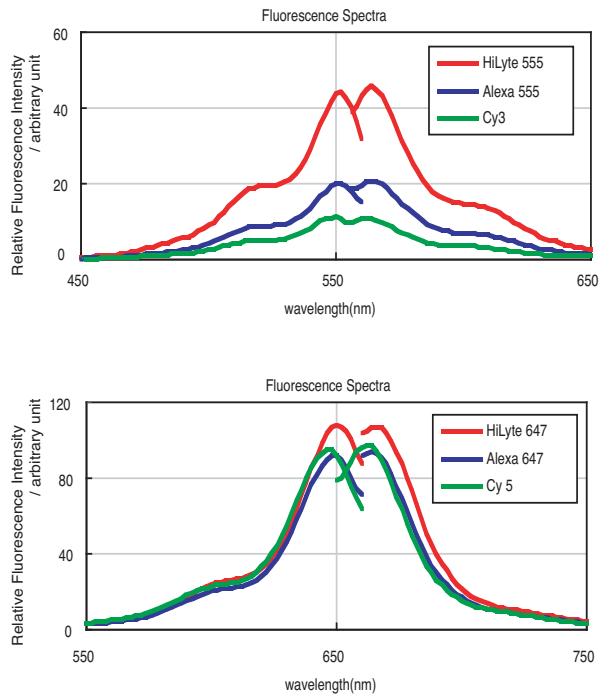 Fluorescence Spectra
Relative Fluorescence Intensity
/ arbitrary unit
60
40
20
0
HiLyte 555
Alexa 555
Cy3
450
550
650
wavelength(nm)
Fluorescence Spectra
Relative Fluorescence Intensity
/ arbitrary unit
120
80
40
0
HiLyte 647
Alexa 647
Cy 5
550
650
750
wavelength(nm)